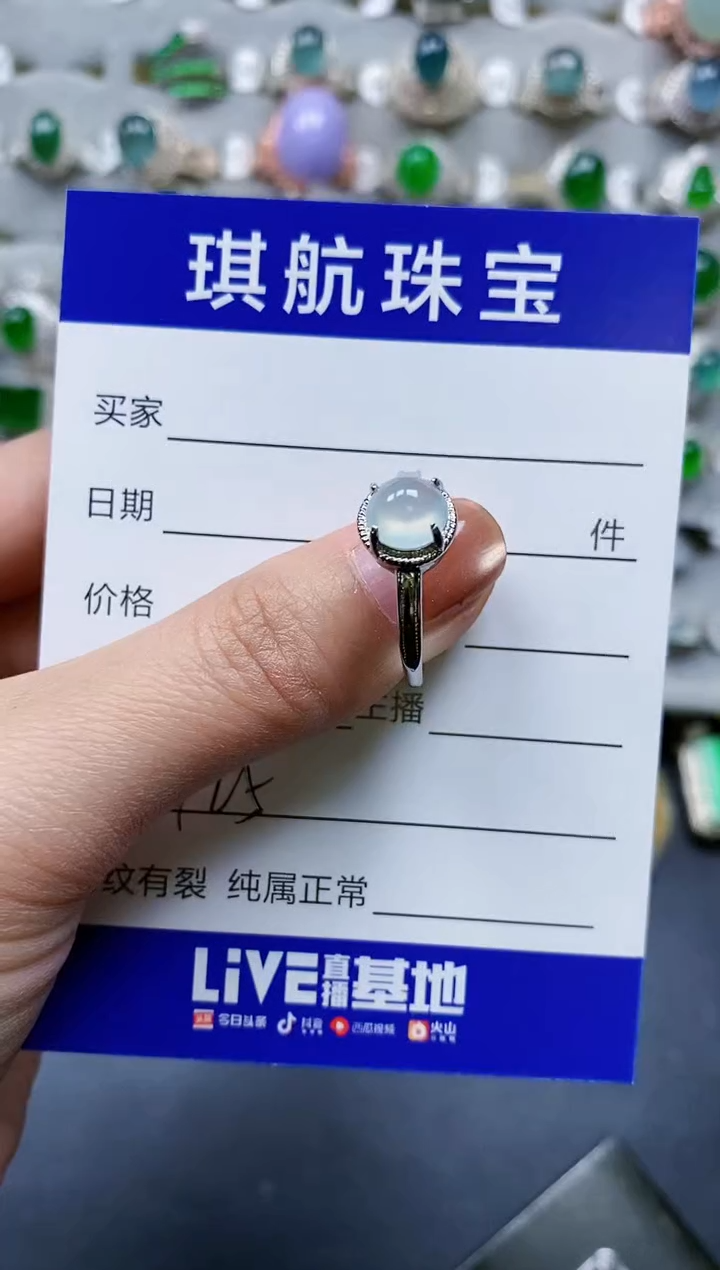 琪航珠宝
买家
日期 件
价格
主播
纹有裂 纯属正常
LiVE直播基地
头条 今日头条 抖音 西瓜视频 火山